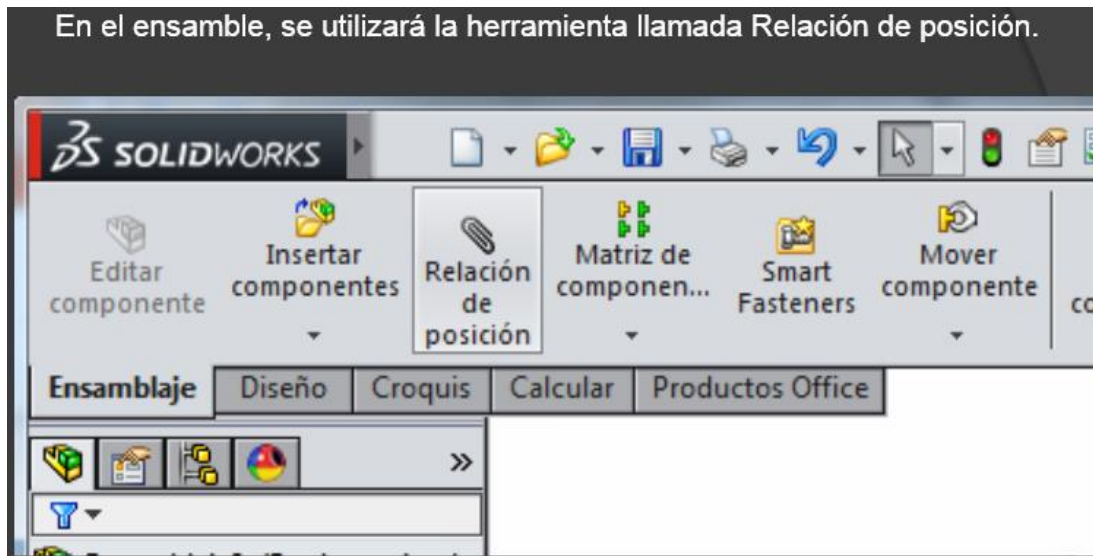 En el ensamble, se utilizará la herramienta llamada Relación de posición.
SOLIDWORKS
Editar componente
Insertar componentes
Relación de posición
Matriz de componen...
Smart Fasteners
Mover componente
Ensamblaje Diseño Croquis Calcular Productos Office